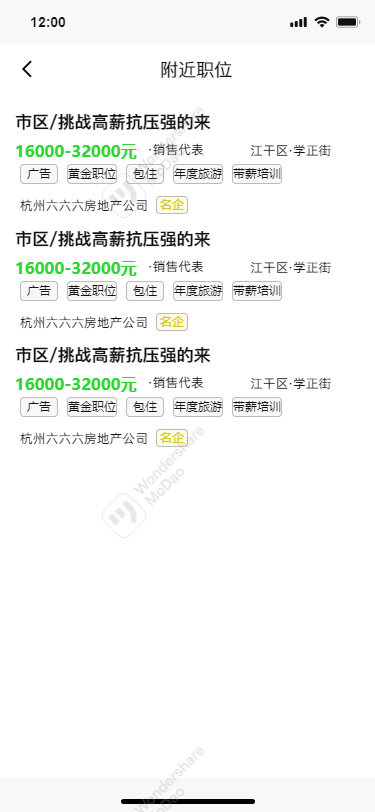 12:00
附近职位
市区/挑战高薪抗压强的来
16000-32000元 ·销售代表 江干区·学正街
广告 黄金职位 包住 年度旅游 带薪培训
杭州六六六房地产公司 名企
市区/挑战高薪抗压强的来
16000-32000元 ·销售代表 江干区·学正街
广告 黄金职位 包住 年度旅游 带薪培训
杭州六六六房地产公司 名企
市区/挑战高薪抗压强的来
16000-32000元 ·销售代表 江干区·学正街
广告 黄金职位 包住 年度旅游 带薪培训
杭州六六六房地产公司 名企
Wondershare
MoDao
Wondershare
MoDao
Wondershare
MoDao